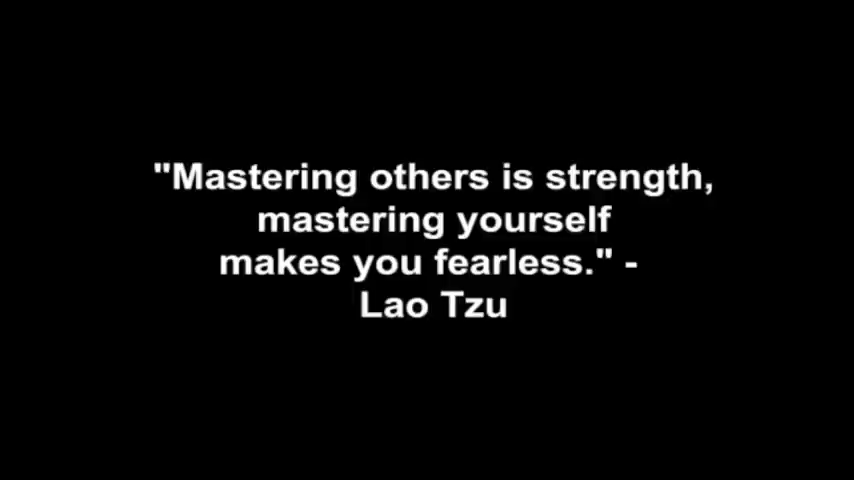 "Mastering others is strength,
mastering yourself
makes you fearless." -
Lao Tzu